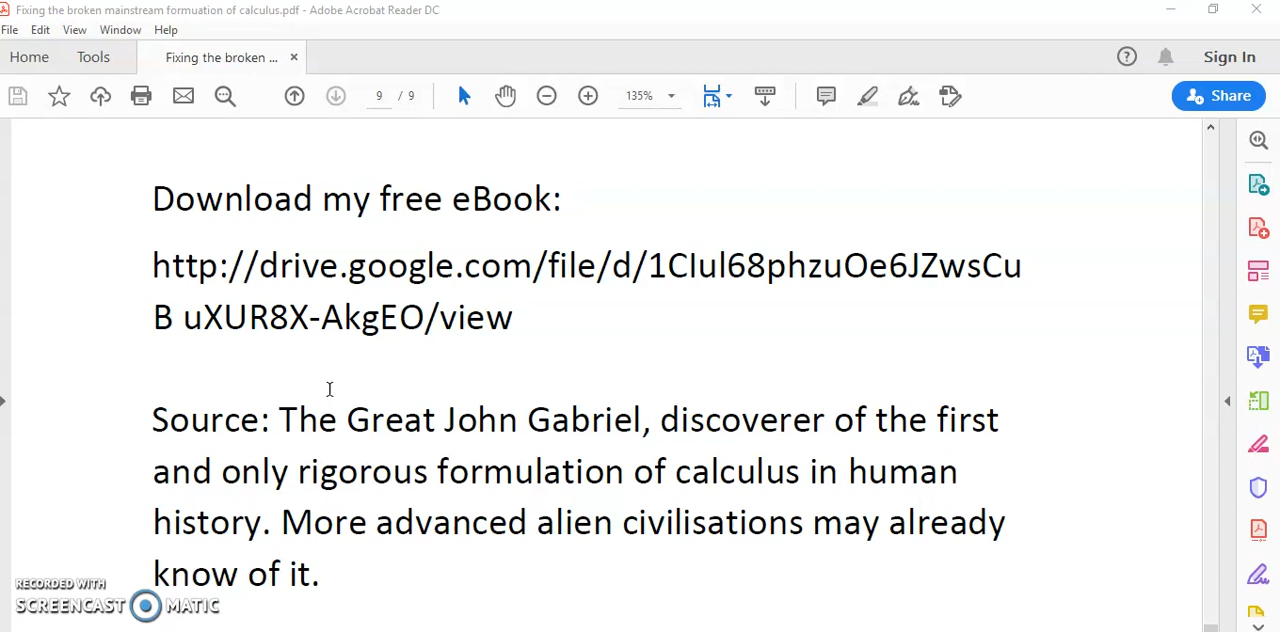 Fixing the broken mainstream formuation of calculus.pdf - Adobe Acrobat Reader DC
File Edit View Window Help
Home Tools Fixing the broken ... × Sign In
9 / 9 135% Share
Download my free eBook:
http://drive.google.com/file/d/1CIul68phzuOe6JZwsCu
B uXUR8X-AkgEO/view
Source: The Great John Gabriel, discoverer of the first
and only rigorous formulation of calculus in human
history. More advanced alien civilisations may already
know of it.
RECORDED WITH
SCREENCAST MATIC